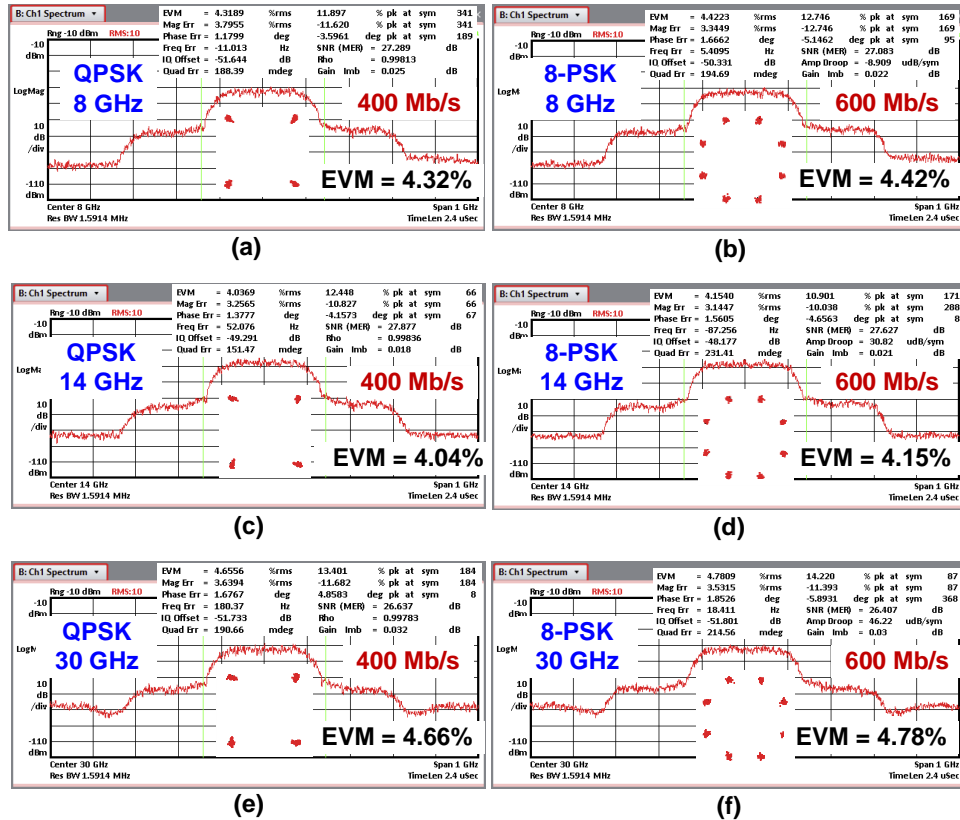 B: Ch1 Spectrum
EVM = 4.3189 %rms 11.897 % pk at sym 341
Mag Err = 3.7955 %rms -11.620 % pk at sym 341
Phase Err = 1.1799 deg -3.5961 deg pk at sym 189
Freq Err = -11.013 Hz SNR (MER) = 27.289 dB
IQ Offset = -51.644 dB Rho = 0.99813
Quad Err = 188.39 mdeg Gain Imb = 0.025 dB
Rng -10 dBm RMS:10
-10
dBm
LogMag
10
dB
/div
-110
dBm
QPSK
8 GHz
400 Mb/s
EVM = 4.32%
Center 8 GHz Span 1 GHz
Res BW 1.5914 MHz TimeLen 2.4 uSec
(a)
B: Ch1 Spectrum
EVM = 4.4223 %rms 12.746 % pk at sym 169
Mag Err = 3.3449 %rms -12.746 % pk at sym 169
Phase Err = 1.6662 deg -5.1462 deg pk at sym 95
Freq Err = 5.4095 Hz SNR (MER) = 27.083 dB
IQ Offset = -50.331 dB Amp Droop = -8.909 udB/sym
Quad Err = 194.69 mdeg Gain Imb = 0.022 dB
Rng -10 dBm RMS:10
-10
dBm
LogM
10
dB
/div
-110
dBm
8-PSK
8 GHz
600 Mb/s
EVM = 4.42%
Center 8 GHz Span 1 GHz
Res BW 1.5914 MHz TimeLen 2.4 uSec
(b)
B: Ch1 Spectrum
EVM = 4.0369 %rms 12.448 % pk at sym 66
Mag Err = 3.2565 %rms -10.827 % pk at sym 66
Phase Err = 1.3777 deg -4.1573 deg pk at sym 67
Freq Err = 52.076 Hz SNR (MER) = 27.877 dB
IQ Offset = -49.291 dB Rho = 0.99836
Quad Err = 151.47 mdeg Gain Imb = 0.018 dB
Rng -10 dBm RMS:10
-10
dBm
LogMa
10
dB
/div
-110
dBm
QPSK
14 GHz
400 Mb/s
EVM = 4.04%
Center 14 GHz Span 1 GHz
Res BW 1.5914 MHz TimeLen 2.4 uSec
(c)
B: Ch1 Spectrum
EVM = 4.1540 %rms 10.901 % pk at sym 171
Mag Err = 3.1447 %rms -10.038 % pk at sym 288
Phase Err = 1.5605 deg -4.6563 deg pk at sym 8
Freq Err = -87.256 Hz SNR (MER) = 27.627 dB
IQ Offset = -48.177 dB Amp Droop = 30.82 udB/sym
Quad Err = 231.41 mdeg Gain Imb = 0.021 dB
Rng -10 dBm RMS:10
-10
dBm
LogMa
10
dB
/div
-110
dBm
8-PSK
14 GHz
600 Mb/s
EVM = 4.15%
Center 14 GHz Span 1 GHz
Res BW 1.5914 MHz TimeLen 2.4 uSec
(d)
B: Ch1 Spectrum
EVM = 4.6556 %rms 13.401 % pk at sym 184
Mag Err = 3.6394 %rms -11.682 % pk at sym 184
Phase Err = 1.6767 deg 4.8583 deg pk at sym 8
Freq Err = 180.37 Hz SNR (MER) = 26.637 dB
IQ Offset = -51.733 dB Rho = 0.99783
Quad Err = 190.66 mdeg Gain Imb = 0.032 dB
Rng -10 dBm RMS:10
-10
dBm
LogM
10
dB
/div
-110
dBm
QPSK
30 GHz
400 Mb/s
EVM = 4.66%
Center 30 GHz Span 1 GHz
Res BW 1.5914 MHz TimeLen 2.4 uSec
(e)
B: Ch1 Spectrum
EVM = 4.7809 %rms 14.220 % pk at sym 87
Mag Err = 3.5315 %rms -11.393 % pk at sym 87
Phase Err = 1.8526 deg -5.8931 deg pk at sym 368
Freq Err = 18.411 Hz SNR (MER) = 26.407 dB
IQ Offset = -51.801 dB Amp Droop = 46.22 udB/sym
Quad Err = 214.56 mdeg Gain Imb = 0.03 dB
Rng -10 dBm RMS:10
-10
dBm
LogM
10
dB
/div
-110
dBm
8-PSK
30 GHz
600 Mb/s
EVM = 4.78%
Center 30 GHz Span 1 GHz
Res BW 1.5914 MHz TimeLen 2.4 uSec
(f)